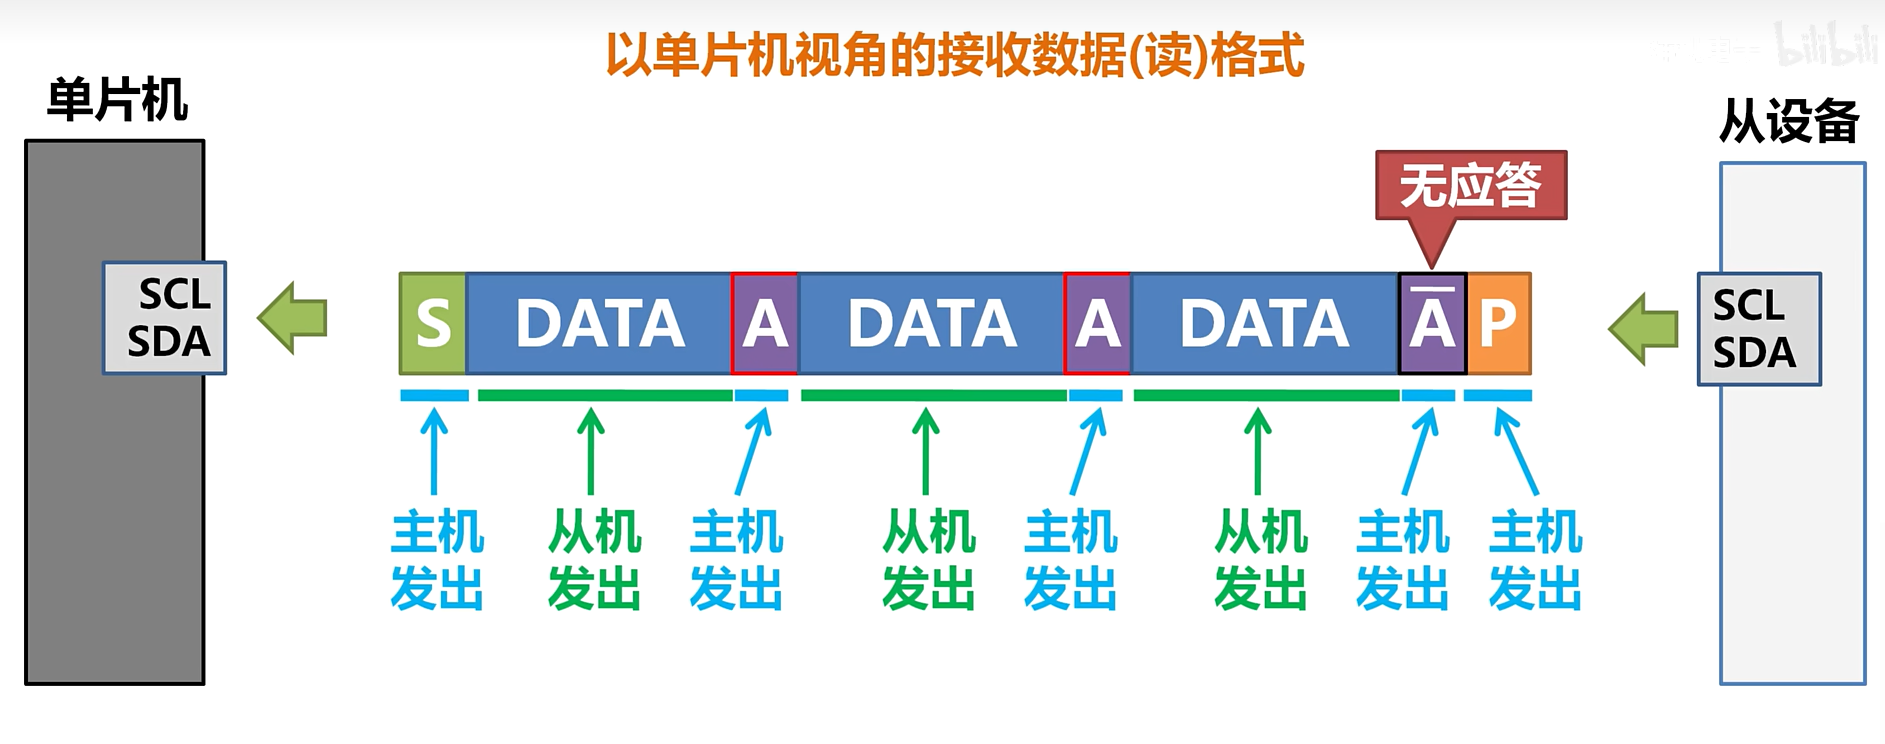 以单片机视角的接收数据(读)格式
bilibili
单片机
从设备
无应答
SCL
SDA
S DATA A DATA A DATA A̅ P
SCL
SDA
主机
发出
从机
发出
主机
发出
从机
发出
主机
发出
从机
发出
主机
发出
主机
发出